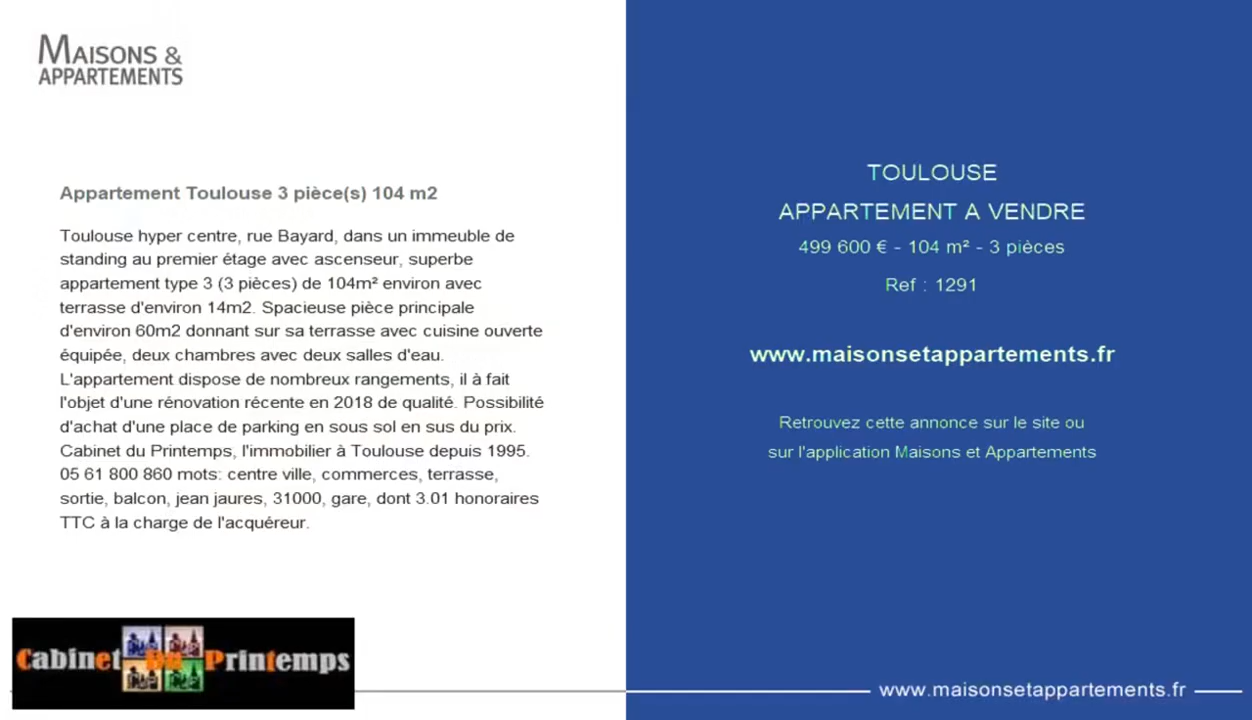 MAISONS &
APPARTEMENTS
Appartement Toulouse 3 pièce(s) 104 m2
Toulouse hyper centre, rue Bayard, dans un immeuble de
standing au premier étage avec ascenseur, superbe
appartement type 3 (3 pièces) de 104m² environ avec
terrasse d'environ 14m2. Spacieuse pièce principale
d'environ 60m2 donnant sur sa terrasse avec cuisine ouverte
équipée, deux chambres avec deux salles d'eau.
L'appartement dispose de nombreux rangements, il à fait
l'objet d'une rénovation récente en 2018 de qualité. Possibilité
d'achat d'une place de parking en sous sol en sus du prix.
Cabinet du Printemps, l'immobilier à Toulouse depuis 1995.
05 61 800 860 mots: centre ville, commerces, terrasse,
sortie, balcon, jean jaures, 31000, gare, dont 3.01 honoraires
TTC à la charge de l'acquéreur.
Cabinet Du Printemps
TOULOUSE
APPARTEMENT A VENDRE
499 600 € - 104 m² - 3 pièces
Ref : 1291
www.maisonsetappartements.fr
Retrouvez cette annonce sur le site ou
sur l'application Maisons et Appartements
www.maisonsetappartements.fr